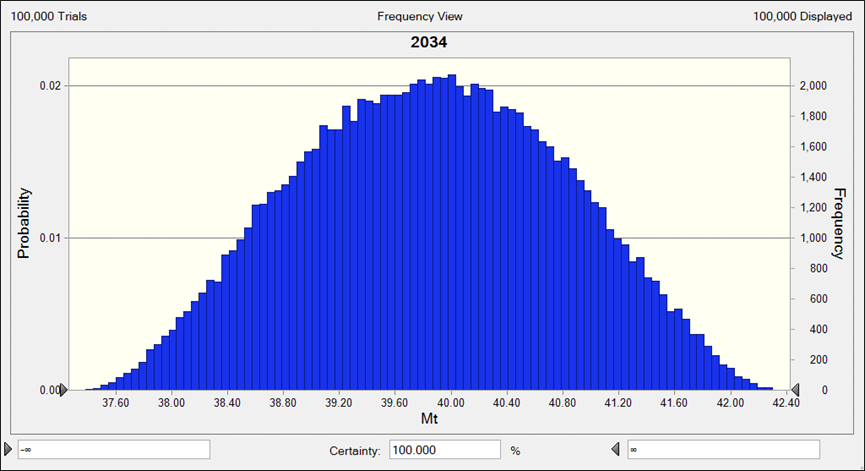 100,000 Trials Frequency View 100,000 Displayed
2034
0.02 2,000
1,800
1,600
1,400
1,200
0.01 1,000
800
600
400
200
0.00 0
Probability
Frequency
37.60 38.00 38.40 38.80 39.20 39.60 40.00 40.40 40.80 41.20 41.60 42.00 42.40
Mt
-∞ Certainty: 100.000 % ∞